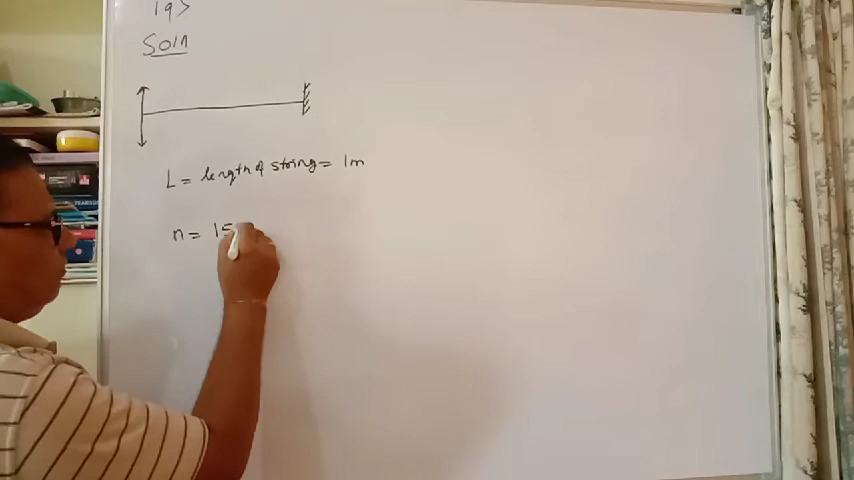 19>
Soln
L = length of string = 1m
n = 15